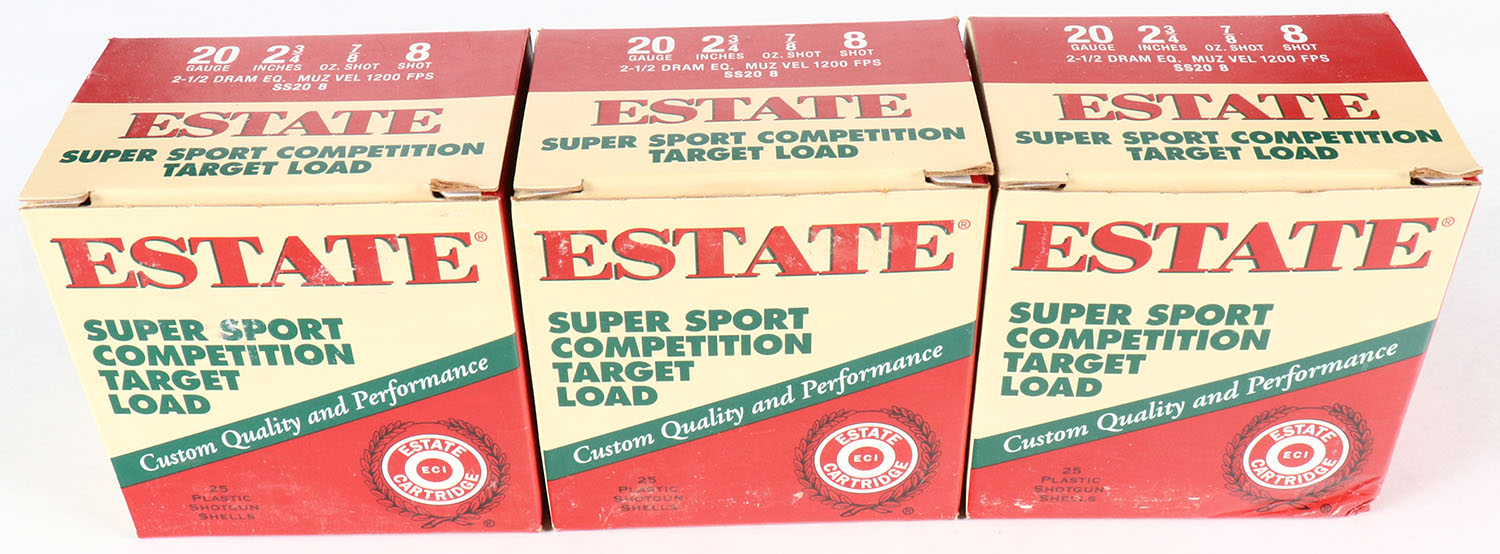 20 GAUGE 2 3/4 INCHES 7/8 OZ. SHOT 8 SHOT
2-1/2 DRAM EQ. MUZ VEL 1200 FPS
SS20 8
ESTATE
SUPER SPORT COMPETITION
TARGET LOAD
ESTATE®
SUPER SPORT
COMPETITION
TARGET
LOAD
Custom Quality and Performance
25
PLASTIC
SHOTGUN
SHELLS
ESTATE
ECI
CARTRIDGE
®
20 GAUGE 2 3/4 INCHES 7/8 OZ. SHOT 8 SHOT
2-1/2 DRAM EQ. MUZ VEL 1200 FPS
SS20 8
ESTATE
SUPER SPORT COMPETITION
TARGET LOAD
ESTATE®
SUPER SPORT
COMPETITION
TARGET
LOAD
Custom Quality and Performance
25
PLASTIC
SHOTGUN
SHELLS
ESTATE
ECI
CARTRIDGE
®
20 GAUGE 2 3/4 INCHES 7/8 OZ. SHOT 8 SHOT
2-1/2 DRAM EQ. MUZ VEL 1200 FPS
SS20 8
ESTATE
SUPER SPORT COMPETITION
TARGET LOAD
ESTATE®
SUPER SPORT
COMPETITION
TARGET
LOAD
Custom Quality and Performance
25
PLASTIC
SHOTGUN
SHELLS
ESTATE
ECI
CARTRIDGE
®